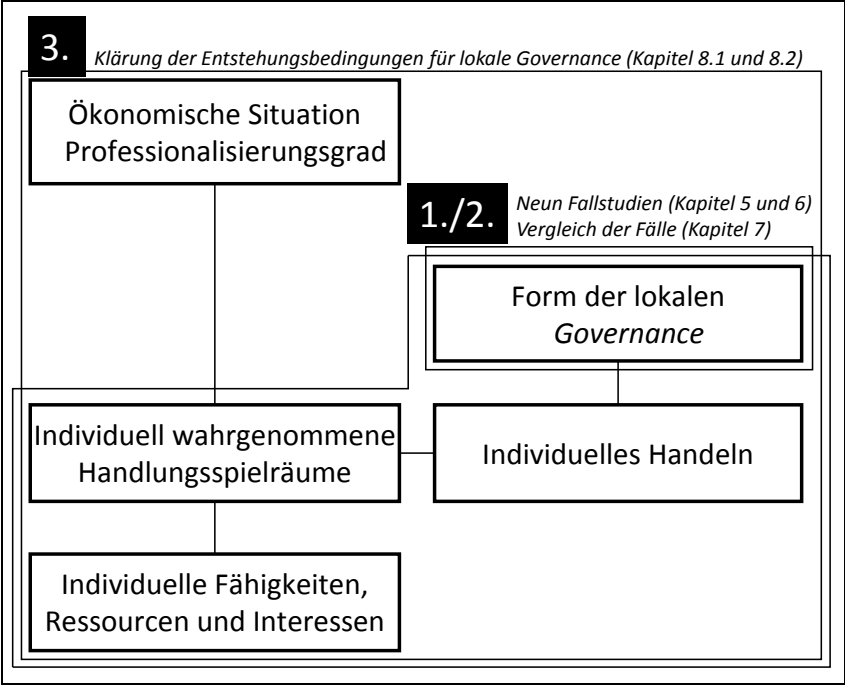 3.
Klärung der Entstehungsbedingungen für lokale Governance (Kapitel 8.1 und 8.2)
Ökonomische Situation
Professionalisierungsgrad
1./2.
Neun Fallstudien (Kapitel 5 und 6)
Vergleich der Fälle (Kapitel 7)
Form der lokalen
Governance
Individuell wahrgenommene
Handlungsspielräume
Individuelles Handeln
Individuelle Fähigkeiten,
Ressourcen und Interessen